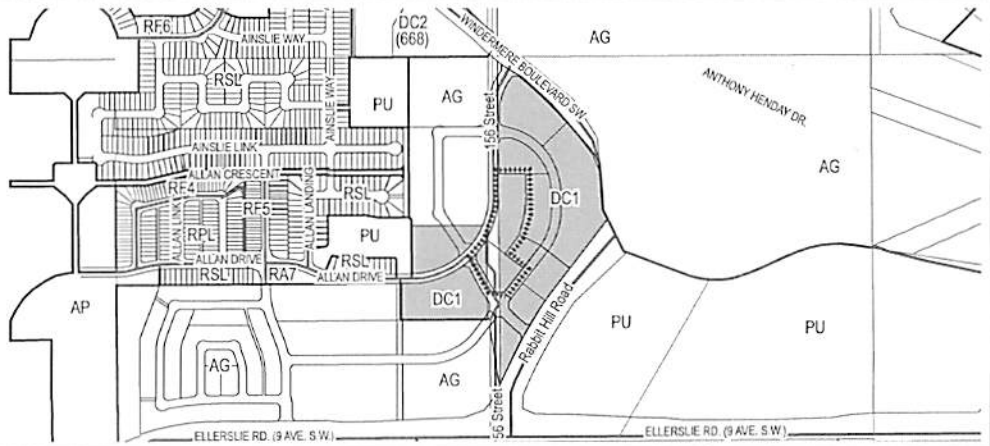 RF6
AINSLIE WAY
DC2
(668)
WINDERMERE BOULEVARD SW
AG
RSL
AINSLIE WAY
PU
AG
156 Street
ANTHONY HENDAY DR.
AG
AINSLIE LINK
ALLAN CRESCENT
RF4
RSL
DC1
ALLAN LINK
RF5
ALLAN LANDING
RPL
PU
ALLAN DRIVE
RSL
RSL
RA7
ALLAN DRIVE
AP
DC1
Rabbit Hill Road
PU
PU
AG
AG
156 Street
ELLERSLIE RD. (9 AVE. S.W.)
ELLERSLIE RD. (9 AVE. S.W.)